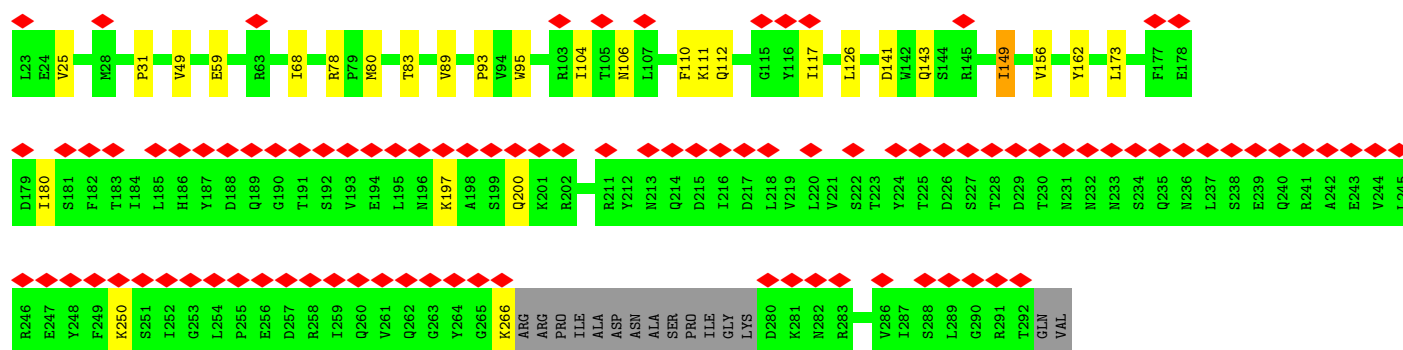 L23 E24 V25 M28 P31 V49 E59 R63 I68 R78 P79 M80 T83 V89 P93 V94 W95 R103 I104 T105 N106 L107 F110 K111 Q112 G115 Y116 I117 L126 D141 W142 Q143 S144 R145 I149 V156 Y162 L173 F177 E178
D179 I180 S181 F182 T183 I184 L185 H186 Y187 D188 Q189 G190 T191 S192 V193 E194 L195 N196 K197 A198 S199 Q200 K201 R202 R211 Y212 N213 Q214 D215 I216 D217 L218 V219 L220 V221 S222 T223 Y224 T225 D226 S227 T228 D229 T230 N231 N232 N233 S234 Q235 N236 L237 S238 E239 Q240 R241 A242 E243 V244 L245
R246 E247 Y248 F249 K250 S251 I252 G253 L254 P255 E256 D257 R258 I259 Q260 V261 Q262 G263 Y264 G265 K266 ARG ARG PRO ILE ALA ASP ASN ALA SER PRO ILE GLY LYS D280 K281 N282 R283 V286 I287 S288 L289 G290 R291 T292 GLN VAL